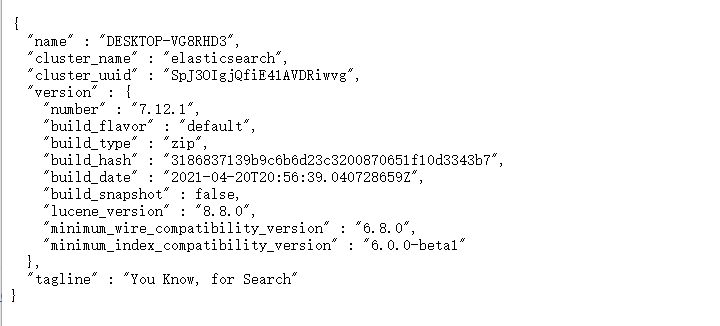 {
  "name" : "DESKTOP-VG8RHD3",
  "cluster_name" : "elasticsearch",
  "cluster_uuid" : "SpJ3OIgjQfiE41AVDRiwvg",
  "version" : {
    "number" : "7.12.1",
    "build_flavor" : "default",
    "build_type" : "zip",
    "build_hash" : "3186837139b9c6b6d23c3200870651f10d3343b7",
    "build_date" : "2021-04-20T20:56:39.040728659Z",
    "build_snapshot" : false,
    "lucene_version" : "8.8.0",
    "minimum_wire_compatibility_version" : "6.8.0",
    "minimum_index_compatibility_version" : "6.0.0-beta1"
  },
  "tagline" : "You Know, for Search"
}